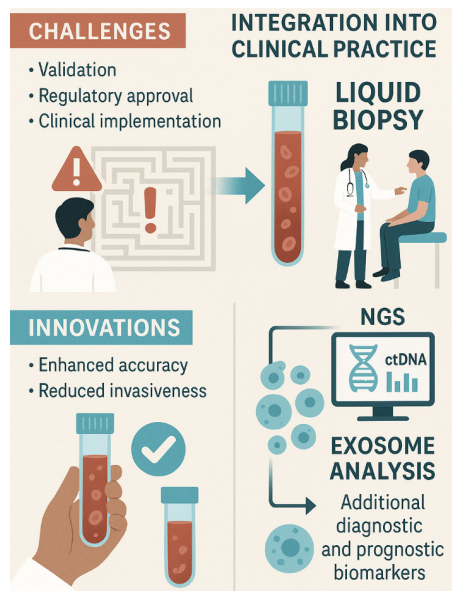 CHALLENGES
• Validation
• Regulatory approval
• Clinical implementation
!
!
INTEGRATION INTO
CLINICAL PRACTICE
LIQUID
BIOPSY
INNOVATIONS
• Enhanced accuracy
• Reduced invasiveness
NGS
ctDNA
EXOSOME
ANALYSIS
Additional
diagnostic
and prognostic
biomarkers